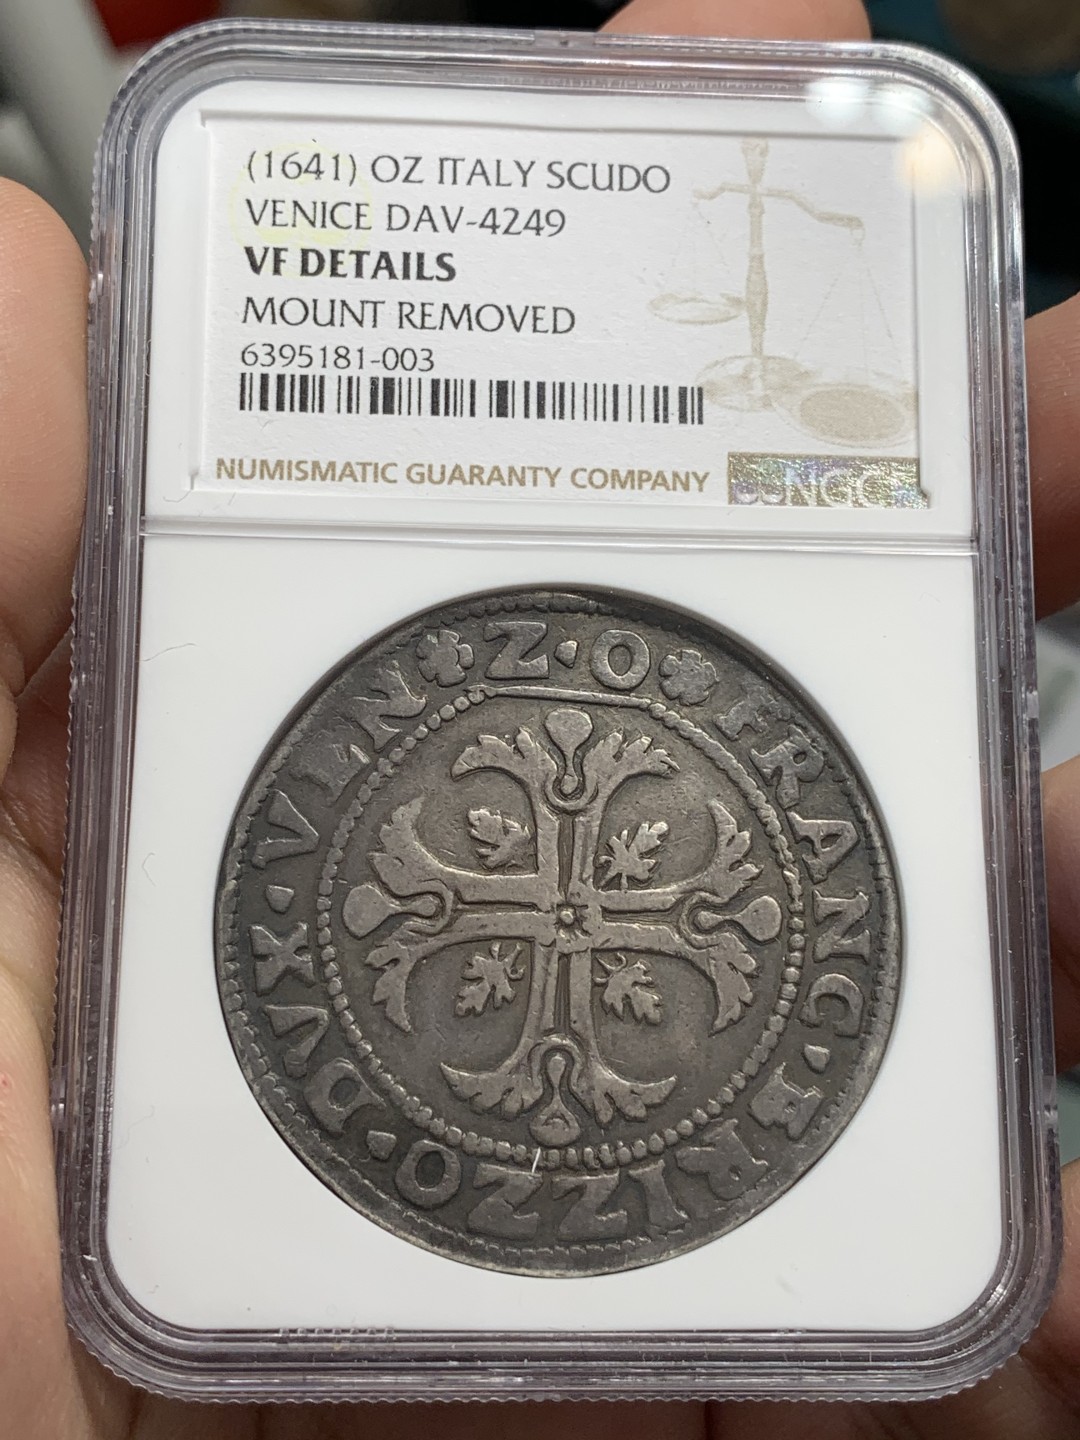 (1641) OZ ITALY SCUDO
VENICE DAV-4249
VF DETAILS
MOUNT REMOVED
6395181-003
NUMISMATIC GUARANTY COMPANY
NGC
Z·O FRANC·ERIZZO·DVX·VEN